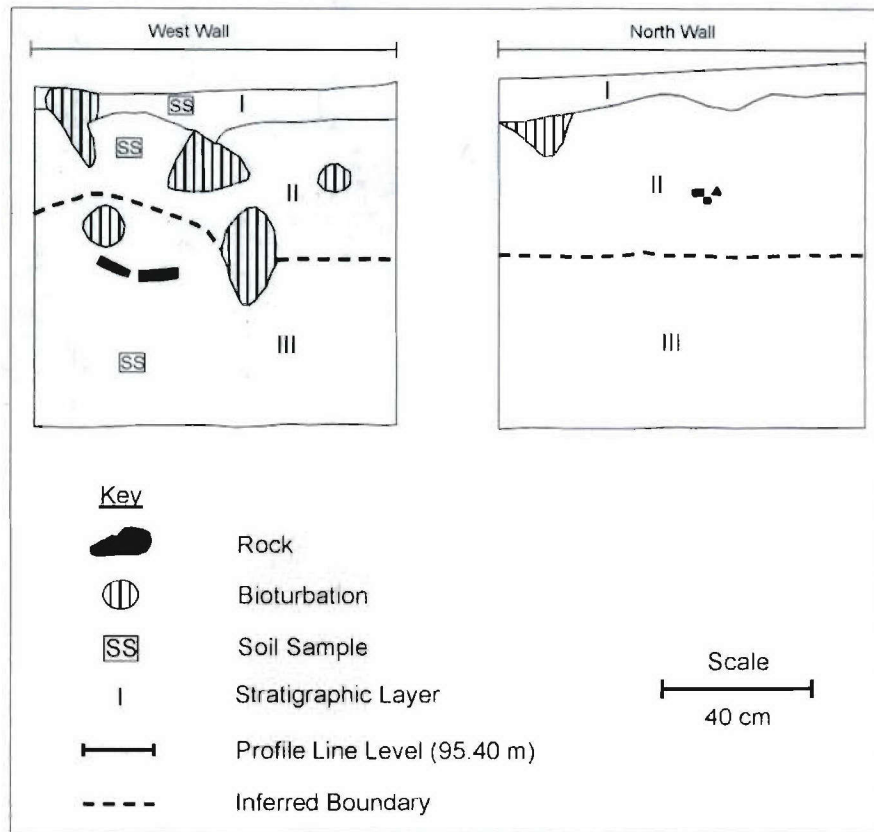 West Wall
North Wall
SS
I
SS
II
SS
III
I
II
III
Key
Rock
Bioturbation
SS
Soil Sample
I
Stratigraphic Layer
Profile Line Level (95.40 m)
Inferred Boundary
Scale
40 cm